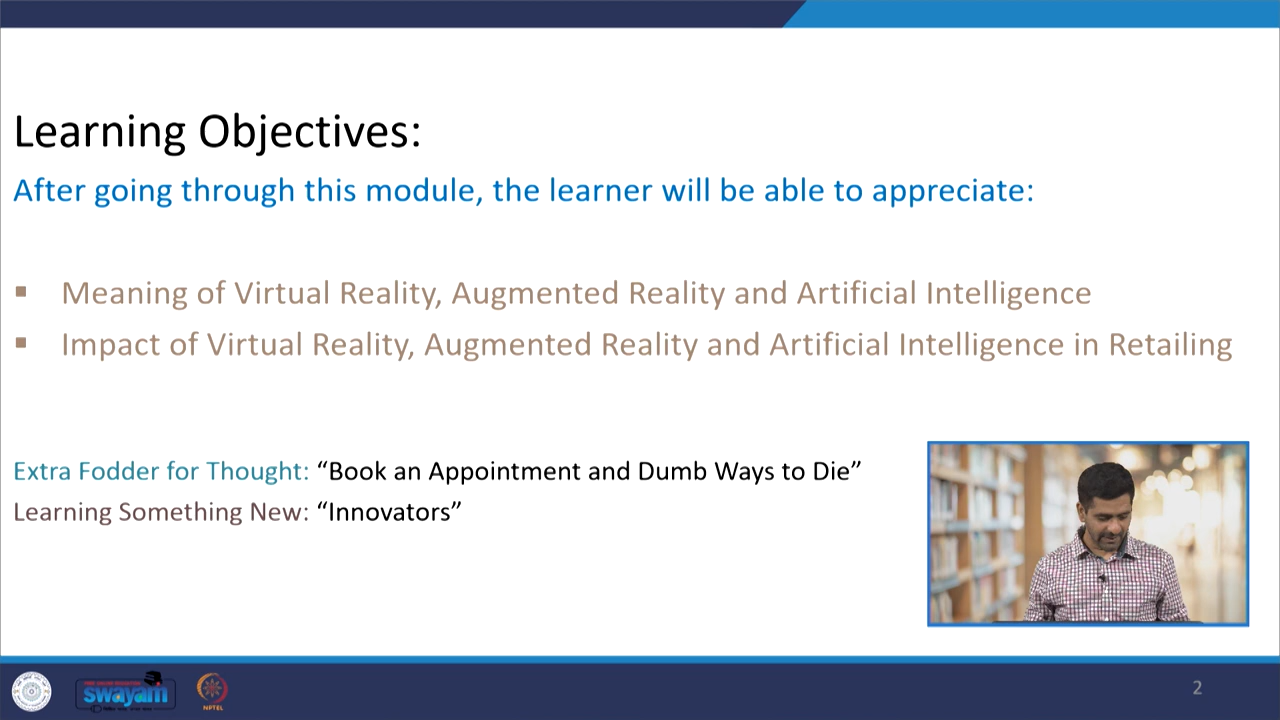 Learning Objectives:
After going through this module, the learner will be able to appreciate:
▪ Meaning of Virtual Reality, Augmented Reality and Artificial Intelligence
▪ Impact of Virtual Reality, Augmented Reality and Artificial Intelligence in Retailing
Extra Fodder for Thought: “Book an Appointment and Dumb Ways to Die”
Learning Something New: “Innovators”
swayam
NPTEL
2